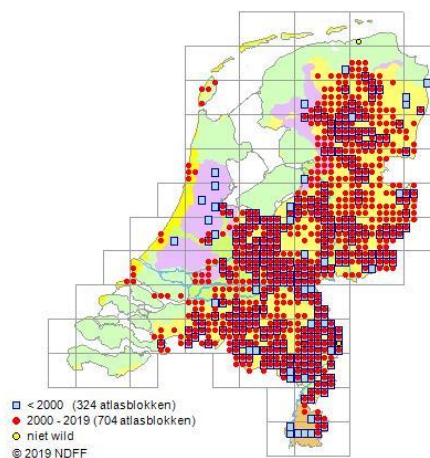 < 2000 (324 atlasblokken)
2000 - 2019 (704 atlasblokken)
niet wild
© 2019 NDFF